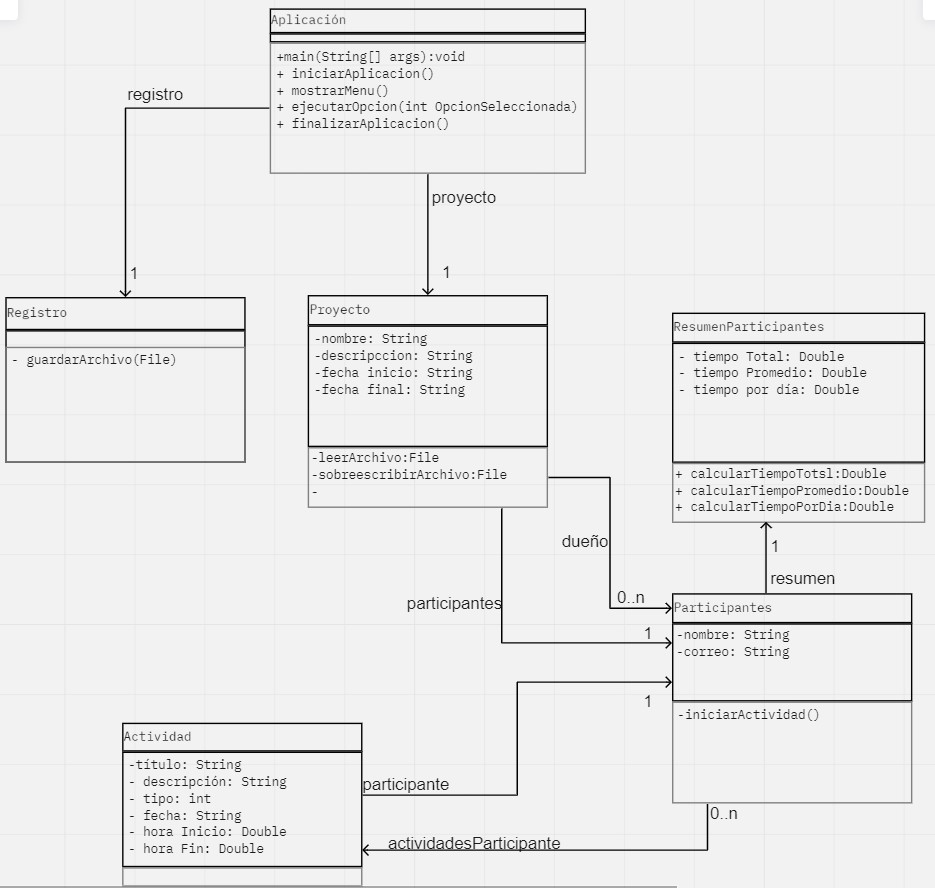 Aplicación
+main(String[] args):void
+ iniciarAplicacion()
+ mostrarMenu()
+ ejecutarOpcion(int OpcionSeleccionada)
+ finalizarAplicacion()
registro
1
proyecto
1
Registro
- guardarArchivo(File)
Proyecto
-nombre: String
-descripccion: String
-fecha inicio: String
-fecha final: String
-leerArchivo:File
-sobreescribirArchivo:File
-
ResumenParticipantes
- tiempo Total: Double
- tiempo Promedio: Double
- tiempo por día: Double
+ calcularTiempoTotsl:Double
+ calcularTiempoPromedio:Double
+ calcularTiempoPorDia:Double
1
resumen
dueño
0..n
participantes
1
Participantes
-nombre: String
-correo: String
-iniciarActividad()
1
participante
Actividad
-título: String
- descripción: String
- tipo: int
- fecha: String
- hora Inicio: Double
- hora Fin: Double
0..n
actividadesParticipante